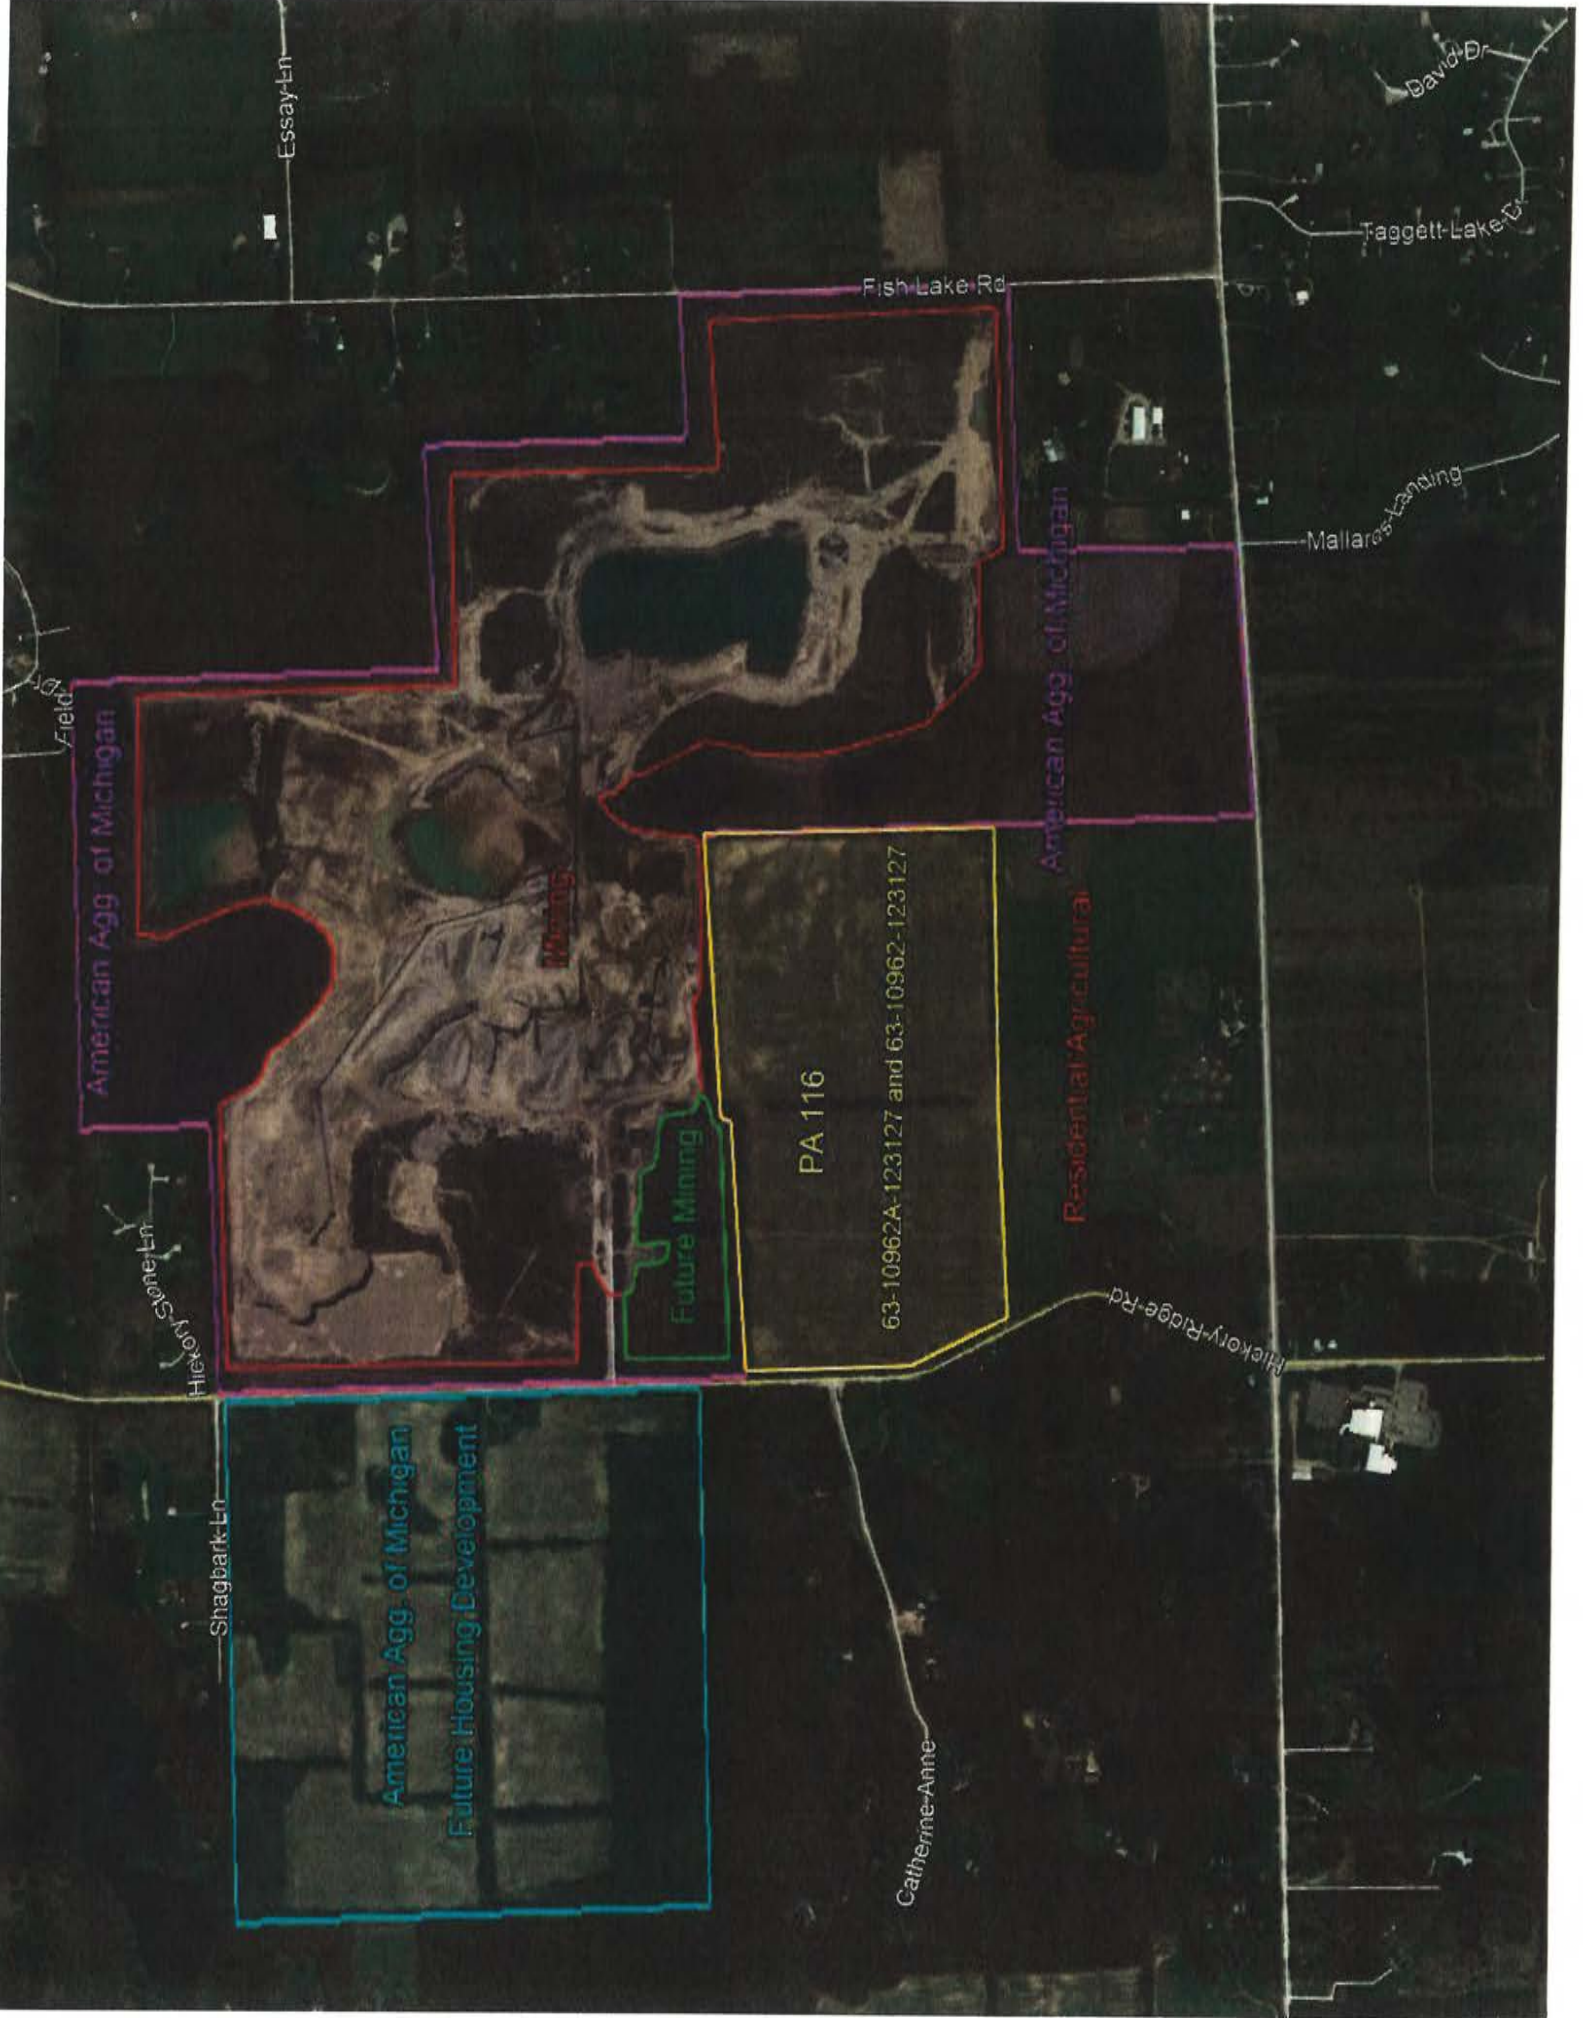 Essay Ln
David Dr
Taggett Lake Dr
Fish Lake Rd
Mallards Landing
Field Dr
American Agg. of Michigan
American Agg. of Michigan
Mining
PA 116
63-10962A-123127 and 63-10962-123127
Residential Agricultural
Future Mining
Hickory Stone Ln
Hickory Ridge Rd
Hickory
Shagbark Ln
American Agg. of Michigan
Future Housing Development
Catherine Anne